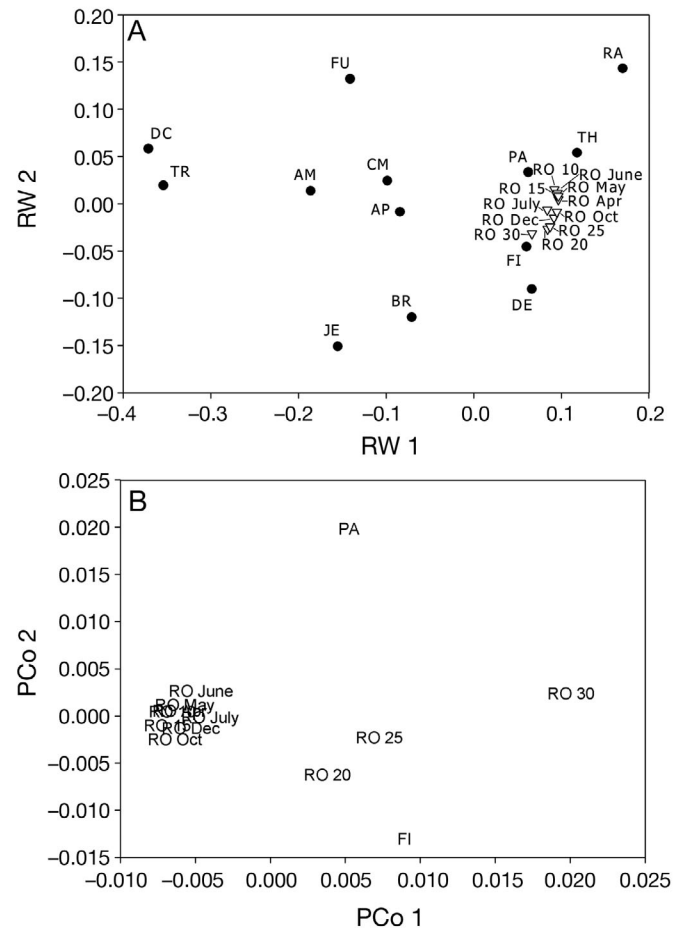 A
0.20
0.15
0.10
0.05
0.00
−0.05
−0.10
−0.15
−0.20
RW 2
FU
RA
DC
TR
AM
CM
AP
PA
TH
RO 10
RO June
RO 15
RO May
RO Apr
RO July
RO Oct
RO Dec
RO 25
RO 30
RO 20
FI
DE
BR
JE
−0.4
−0.3
−0.2
−0.1
0.0
0.1
0.2
RW 1
B
0.025
0.020
0.015
0.010
0.005
0.000
−0.005
−0.010
−0.015
PCo 2
PA
RO June
RO May
RO July
RO 15
RO Dec
RO Oct
RO 30
RO 25
RO 20
FI
−0.010
−0.005
0.000
0.005
0.010
0.015
0.020
0.025
PCo 1